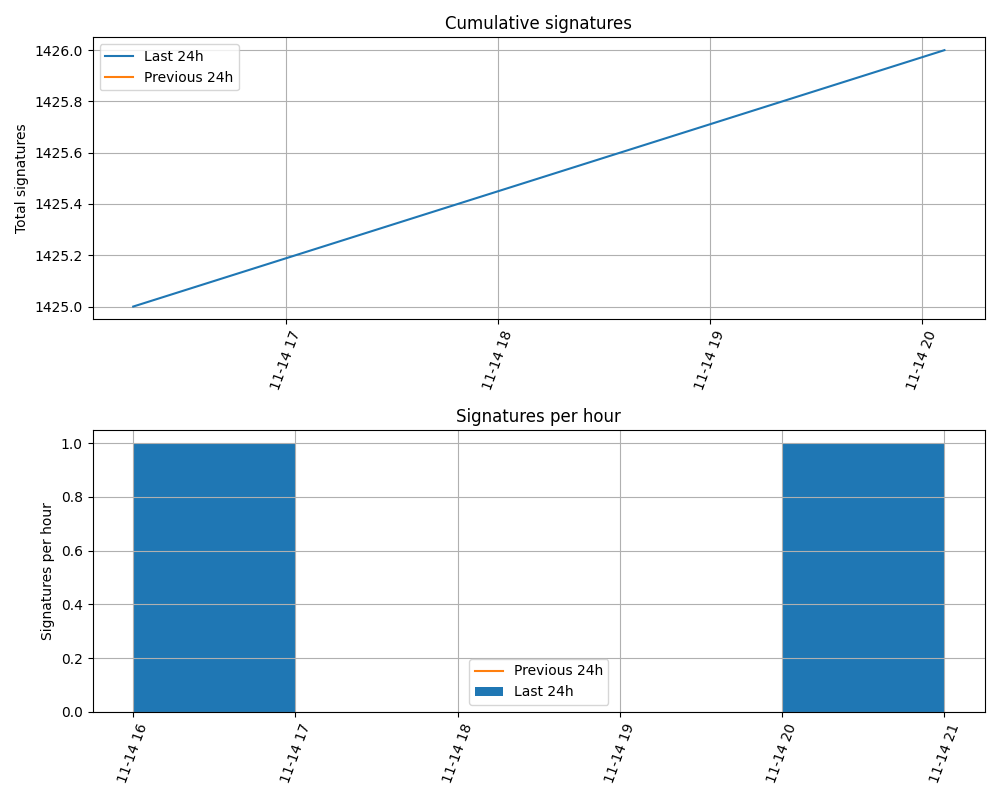 Cumulative signatures
Last 24h
Previous 24h
Total signatures
1426.0
1425.8
1425.6
1425.4
1425.2
1425.0
11-14 17
11-14 18
11-14 19
11-14 20
Signatures per hour
Signatures per hour
1.0
0.8
0.6
0.4
0.2
0.0
Previous 24h
Last 24h
11-14 16
11-14 17
11-14 18
11-14 19
11-14 20
11-14 21